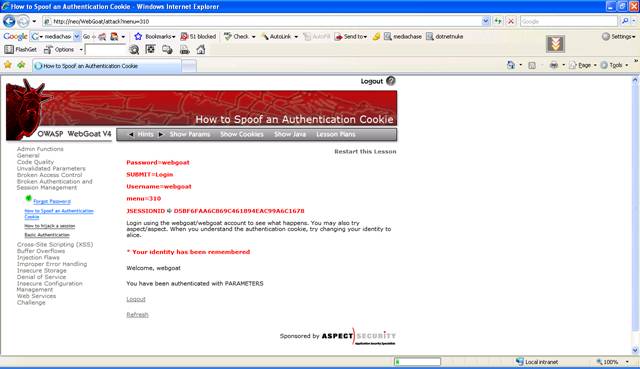 How to Spoof an Authentication Cookie - Windows Internet Explorer
http://neo/WebGoat/attack?menu=310
Google
Google mediachase Go Bookmarks 51 blocked Check AutoLink AutoFill Send to mediachase dotnetnuke Settings
FlashGet Options
How to Spoof an Authentication Cookie Page Tools
Logout ?
How to Spoof an Authentication Cookie
OWASP WebGoat V4 Hints Show Params Show Cookies Show Java Lesson Plans
Restart this Lesson
Admin Functions
General
Code Quality
Unvalidated Parameters
Broken Access Control
Broken Authentication and
Session Management
Forgot Password
How to Spoof an Authentication
Cookie
How to hijack a session
Basic Authentication
Cross-Site Scripting (XSS)
Buffer Overflows
Injection Flaws
Improper Error Handling
Insecure Storage
Denial of Service
Insecure Configuration
Management
Web Services
Challenge
Password=webgoat
SUBMIT=Login
Username=webgoat
menu=310
JSESSIONID D5BF6FAA6C869C461894EAC99A6C1678
Login using the webgoat/webgoat account to see what happens. You may also try
aspect/aspect. When you understand the authentication cookie, try changing your identity to
alice.
* Your identity has been remembered
Welcome, webgoat
You have been authenticated with PARAMETERS
Logout
Refresh
Sponsored by ASPECT SECURITY
Application Security Specialists
Local intranet 100%